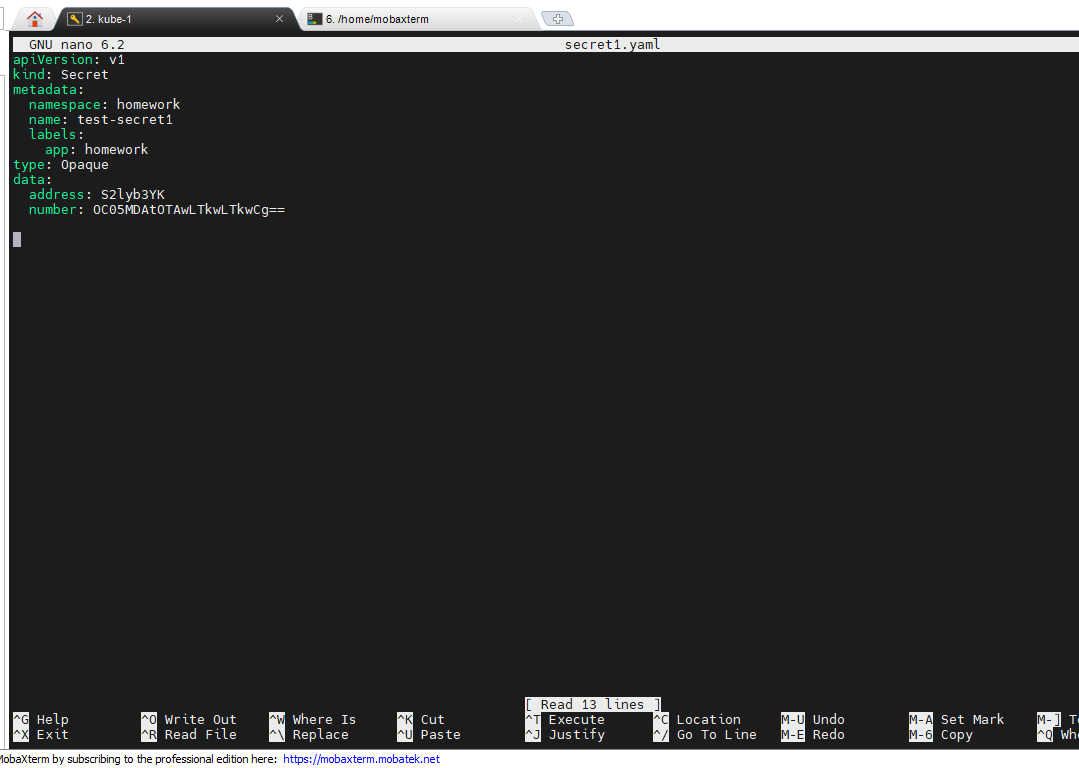 2. kube-1
6. /home/mobaxterm
GNU nano 6.2 secret1.yaml
apiVersion: v1
kind: Secret
metadata:
  namespace: homework
  name: test-secret1
  labels:
    app: homework
type: Opaque
data:
  address: S2lyb3YK
  number: OC05MDAtOTAwLTkwLTkwCg==
[ Read 13 lines ]
^G Help ^O Write Out ^W Where Is ^K Cut ^T Execute ^C Location M-U Undo M-A Set Mark M-]
^X Exit ^R Read File ^\ Replace ^U Paste ^J Justify ^/ Go To Line M-E Redo M-6 Copy ^Q
MobaXterm by subscribing to the professional edition here: https://mobaxterm.mobatek.net